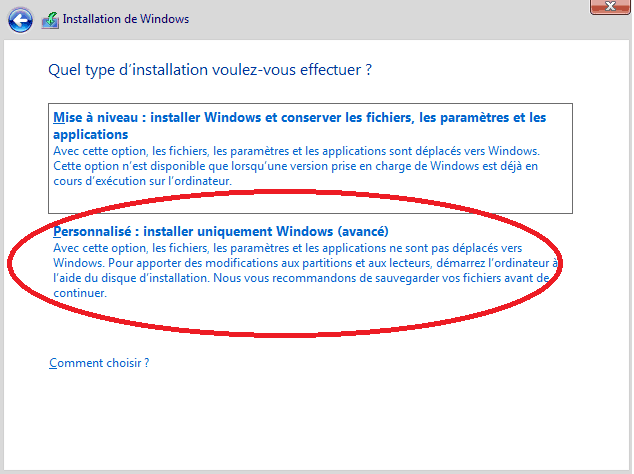 Installation de Windows
Quel type d'installation voulez-vous effectuer ?
Mise à niveau : installer Windows et conserver les fichiers, les paramètres et les
applications
Avec cette option, les fichiers, les paramètres et les applications sont déplacés vers Windows.
Cette option n'est disponible que lorsqu'une version prise en charge de Windows est déjà en
cours d'exécution sur l'ordinateur.
Personnalisé : installer uniquement Windows (avancé)
Avec cette option, les fichiers, les paramètres et les applications ne sont pas déplacés vers
Windows. Pour apporter des modifications aux partitions et aux lecteurs, démarrez l'ordinateur à
l'aide du disque d'installation. Nous vous recommandons de sauvegarder vos fichiers avant de
continuer.
Comment choisir ?